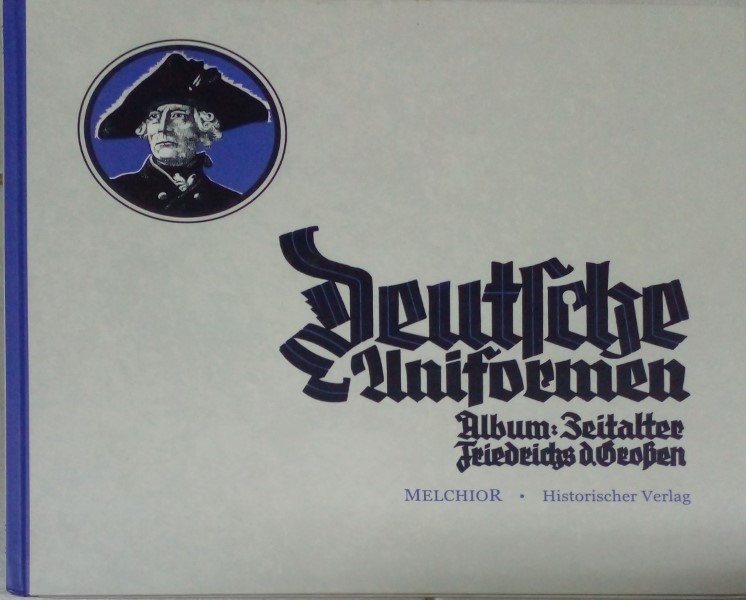 Deutſche
Uniformen
Album: Zeitalter
Friedrichs d. Großen
MELCHIOR • Historischer Verlag